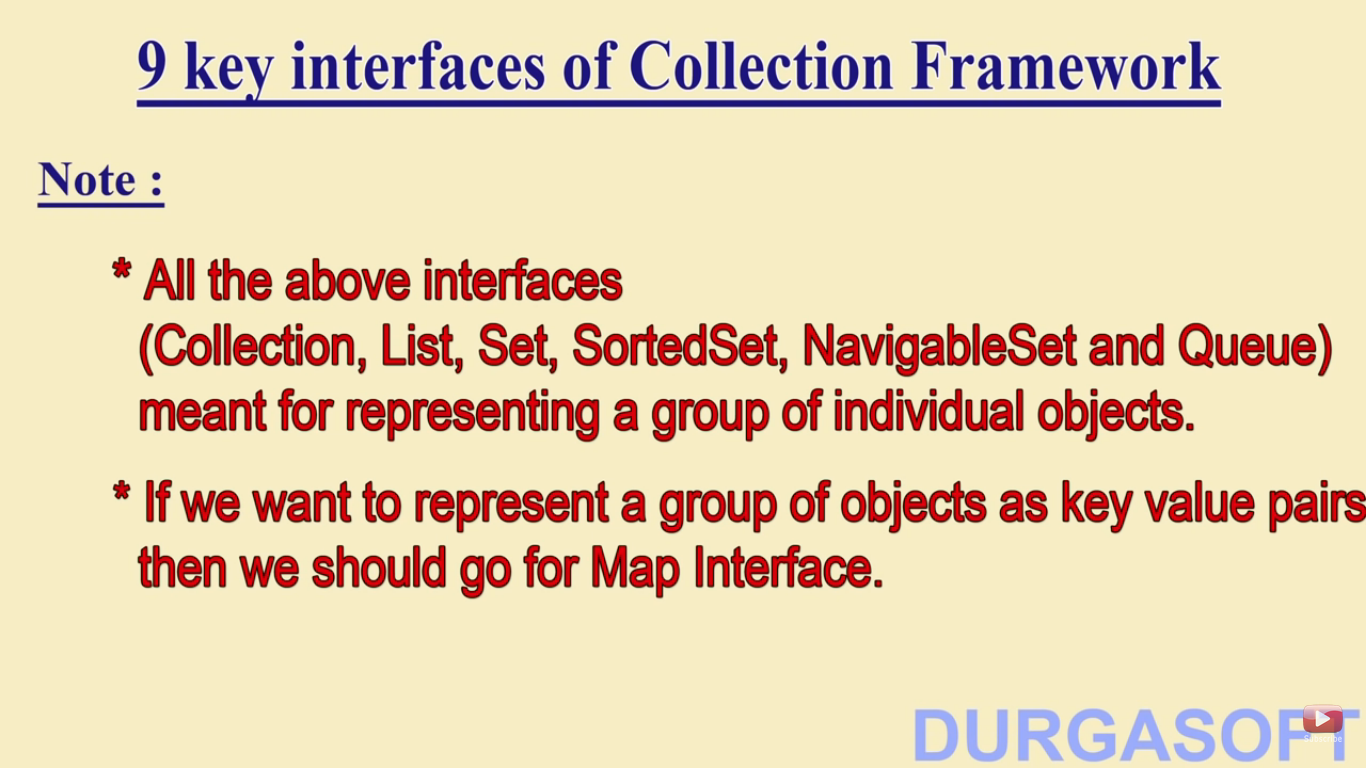 9 key interfaces of Collection Framework
Note :
* All the above interfaces
(Collection, List, Set, SortedSet, NavigableSet and Queue)
meant for representing a group of individual objects.
* If we want to represent a group of objects as key value pairs
then we should go for Map Interface.
DURGASOFT
Subscribe